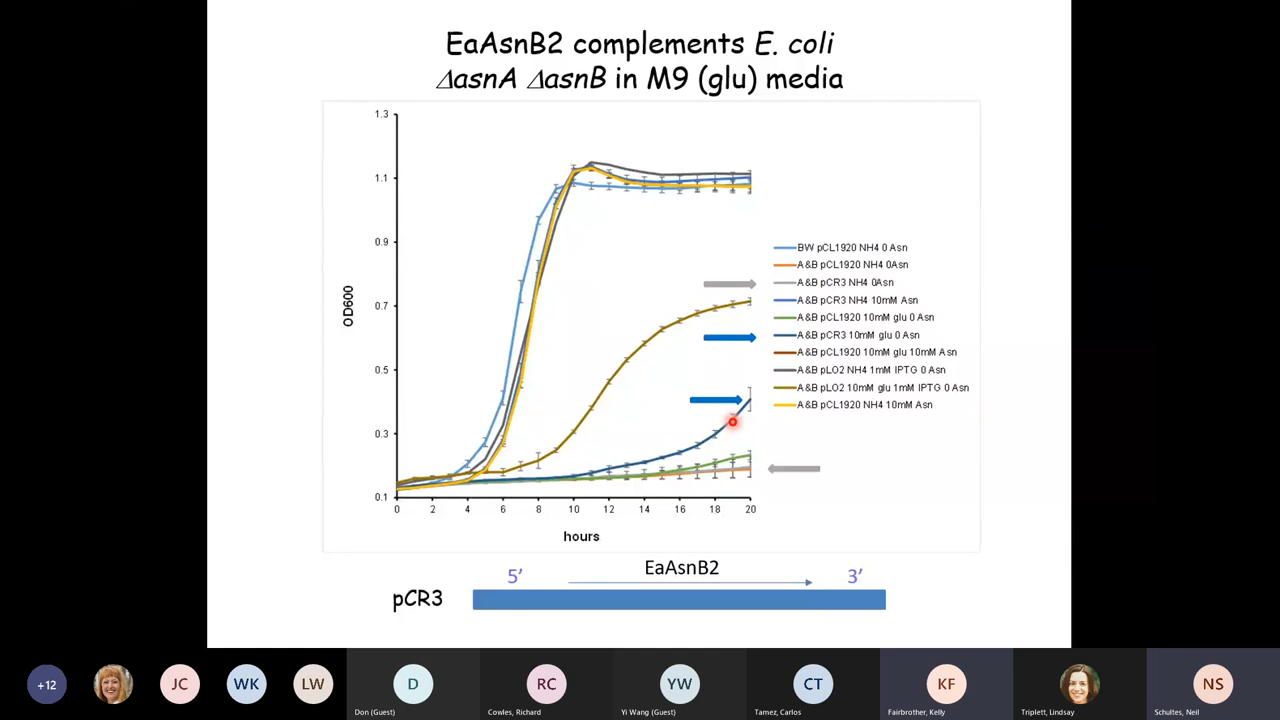 EaAsnB2 complements E. coli
ΔasnA ΔasnB in M9 (glu) media
1.3
1.1
0.9
0.7
0.5
0.3
0.1
OD600
0 2 4 6 8 10 12 14 16 18 20
hours
BW pCL1920 NH4 0 Asn
A&B pCL1920 NH4 0Asn
A&B pCR3 NH4 0Asn
A&B pCR3 NH4 10mM Asn
A&B pCL1920 10mM glu 0 Asn
A&B pCR3 10mM glu 0 Asn
A&B pCL1920 10mM glu 10mM Asn
A&B pLO2 NH4 1mM IPTG 0 Asn
A&B pLO2 10mM glu 1mM IPTG 0 Asn
A&B pCL1920 NH4 10mM Asn
EaAsnB2
5’ 3’
pCR3
+12 JC WK LW D RC YW CT KF NS
Don (Guest) Cowles, Richard Yi Wang (Guest) Tamez, Carlos Fairbrother, Kelly Triplett, Lindsay Schultes, Neil